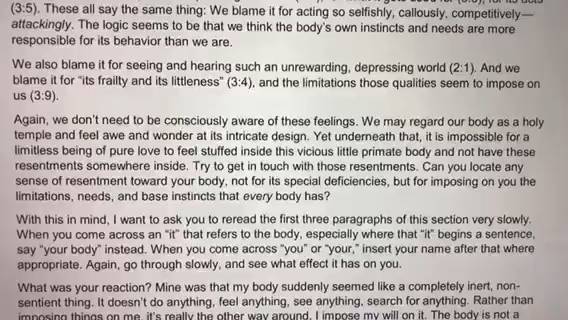 (3:5). These all say the same thing: We blame it for acting so selfishly, callously, competitively—
attackingly. The logic seems to be that we think the body's own instincts and needs are more
responsible for its behavior than we are.
We also blame it for seeing and hearing such an unrewarding, depressing world (2:1). And we
blame it for "its frailty and its littleness" (3:4), and the limitations those qualities seem to impose on
us (3:9).
Again, we don't need to be consciously aware of these feelings. We may regard our body as a holy
temple and feel awe and wonder at its intricate design. Yet underneath that, it is impossible for a
limitless being of pure love to feel stuffed inside this vicious little primate body and not have these
resentments somewhere inside. Try to get in touch with those resentments. Can you locate any
sense of resentment toward your body, not for its special deficiencies, but for imposing on you the
limitations, needs, and base instincts that every body has?
With this in mind, I want to ask you to reread the first three paragraphs of this section very slowly.
When you come across an "it" that refers to the body, especially where that "it" begins a sentence,
say "your body" instead. When you come across "you" or "your," insert your name after that where
appropriate. Again, go through slowly, and see what effect it has on you.
What was your reaction? Mine was that my body suddenly seemed like a completely inert, non-
sentient thing. It doesn't do anything, feel anything, see anything, search for anything. Rather than
imposing things on me, it's really the other way around. I impose my will on it. The body is not a